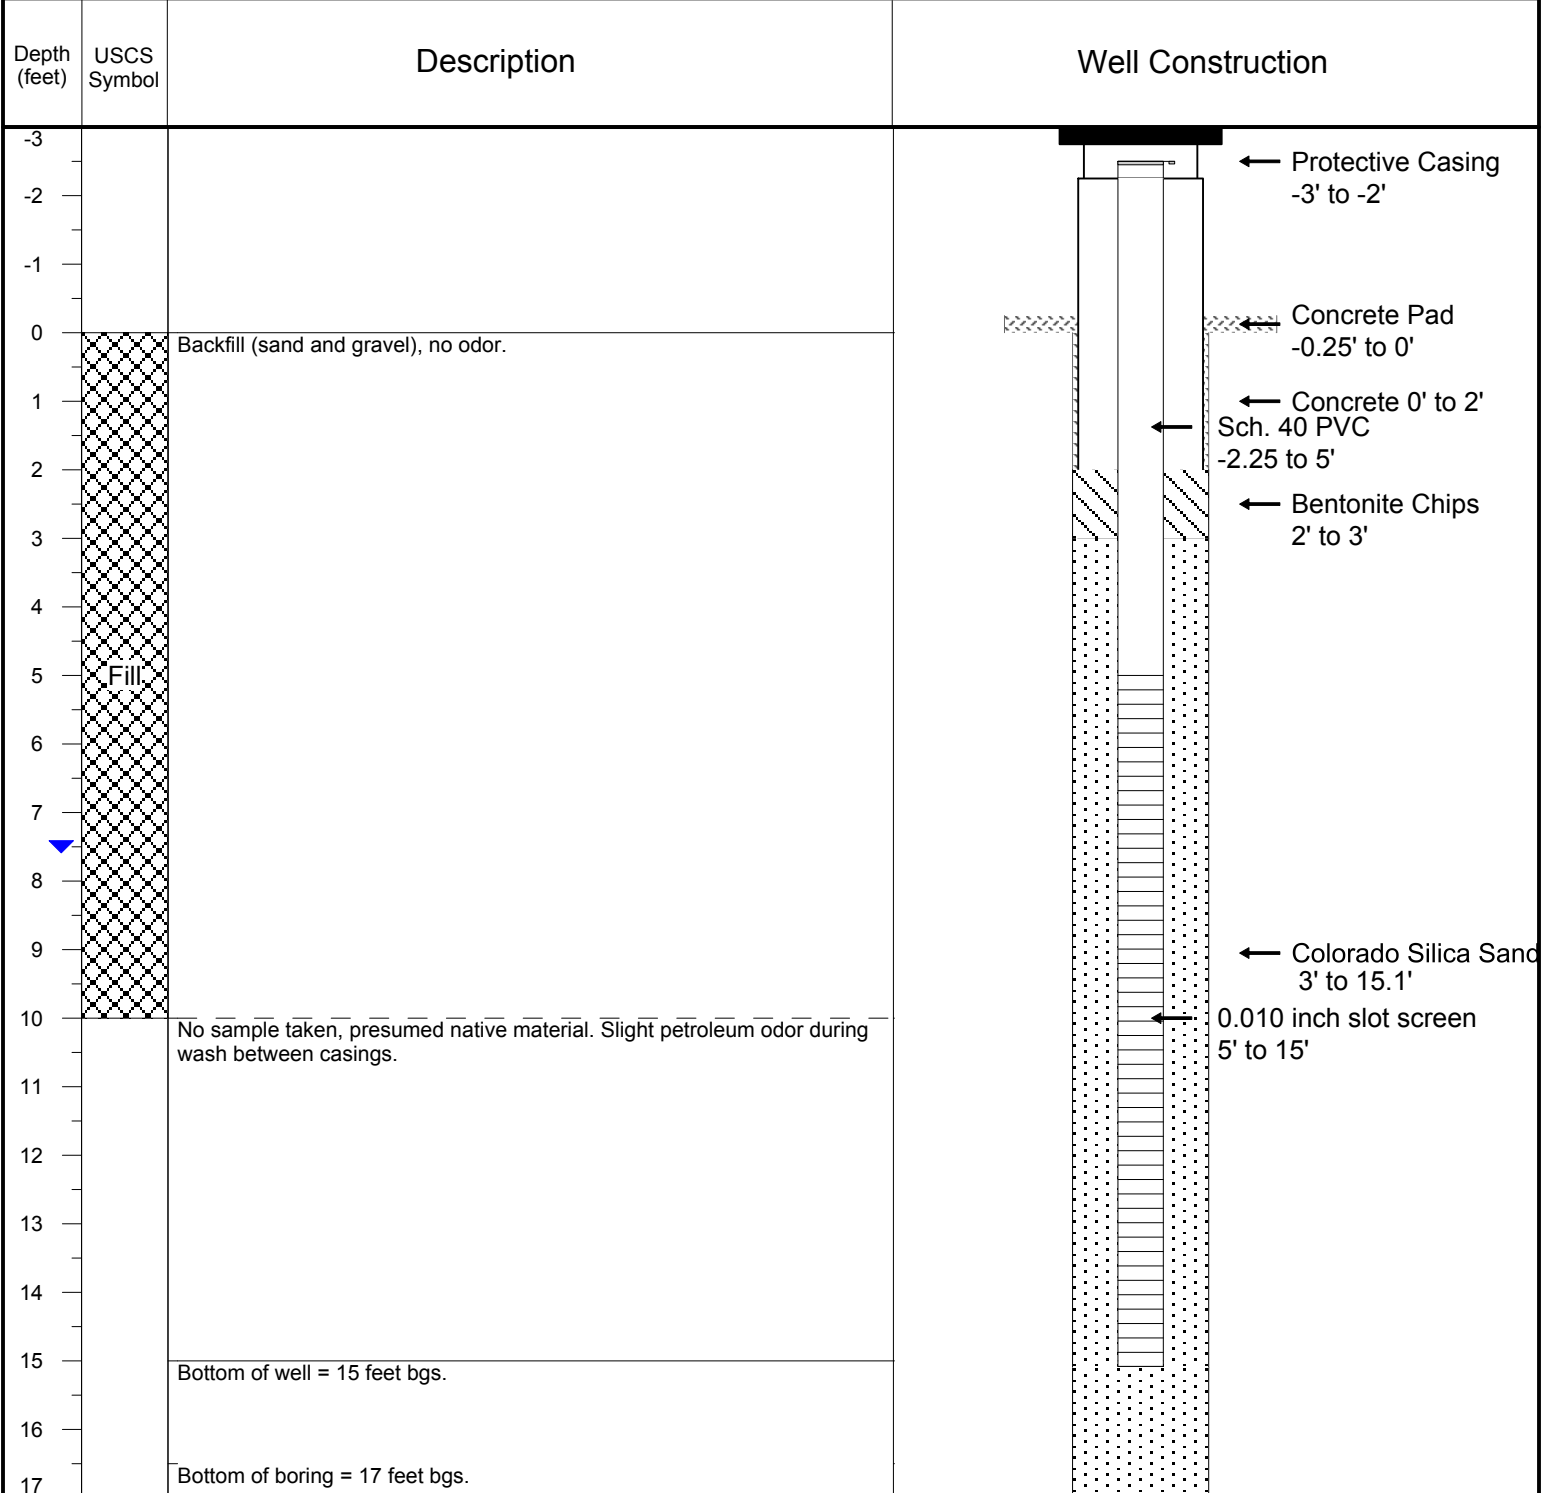 Depth
(feet)
USCS
Symbol
Description
Well Construction
-3
-2
-1
0
1
2
3
4
5
6
7
8
9
10
11
12
13
14
15
16
17
Fill
Backfill (sand and gravel), no odor.
No sample taken, presumed native material. Slight petroleum odor during
wash between casings.
Bottom of well = 15 feet bgs.
Bottom of boring = 17 feet bgs.
Protective Casing
-3' to -2'
Concrete Pad
-0.25' to 0'
Concrete 0' to 2'
Sch. 40 PVC
-2.25 to 5'
Bentonite Chips
2' to 3'
Colorado Silica Sand
3' to 15.1'
0.010 inch slot screen
5' to 15'